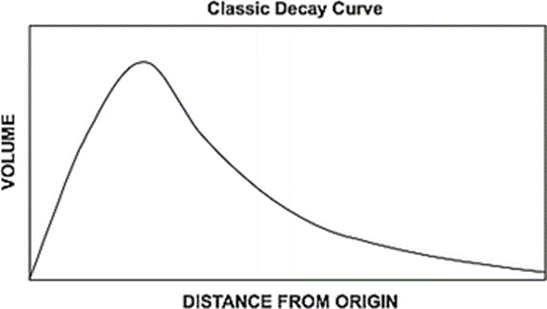 Classic Decay Curve
VOLUME
DISTANCE FROM ORIGIN